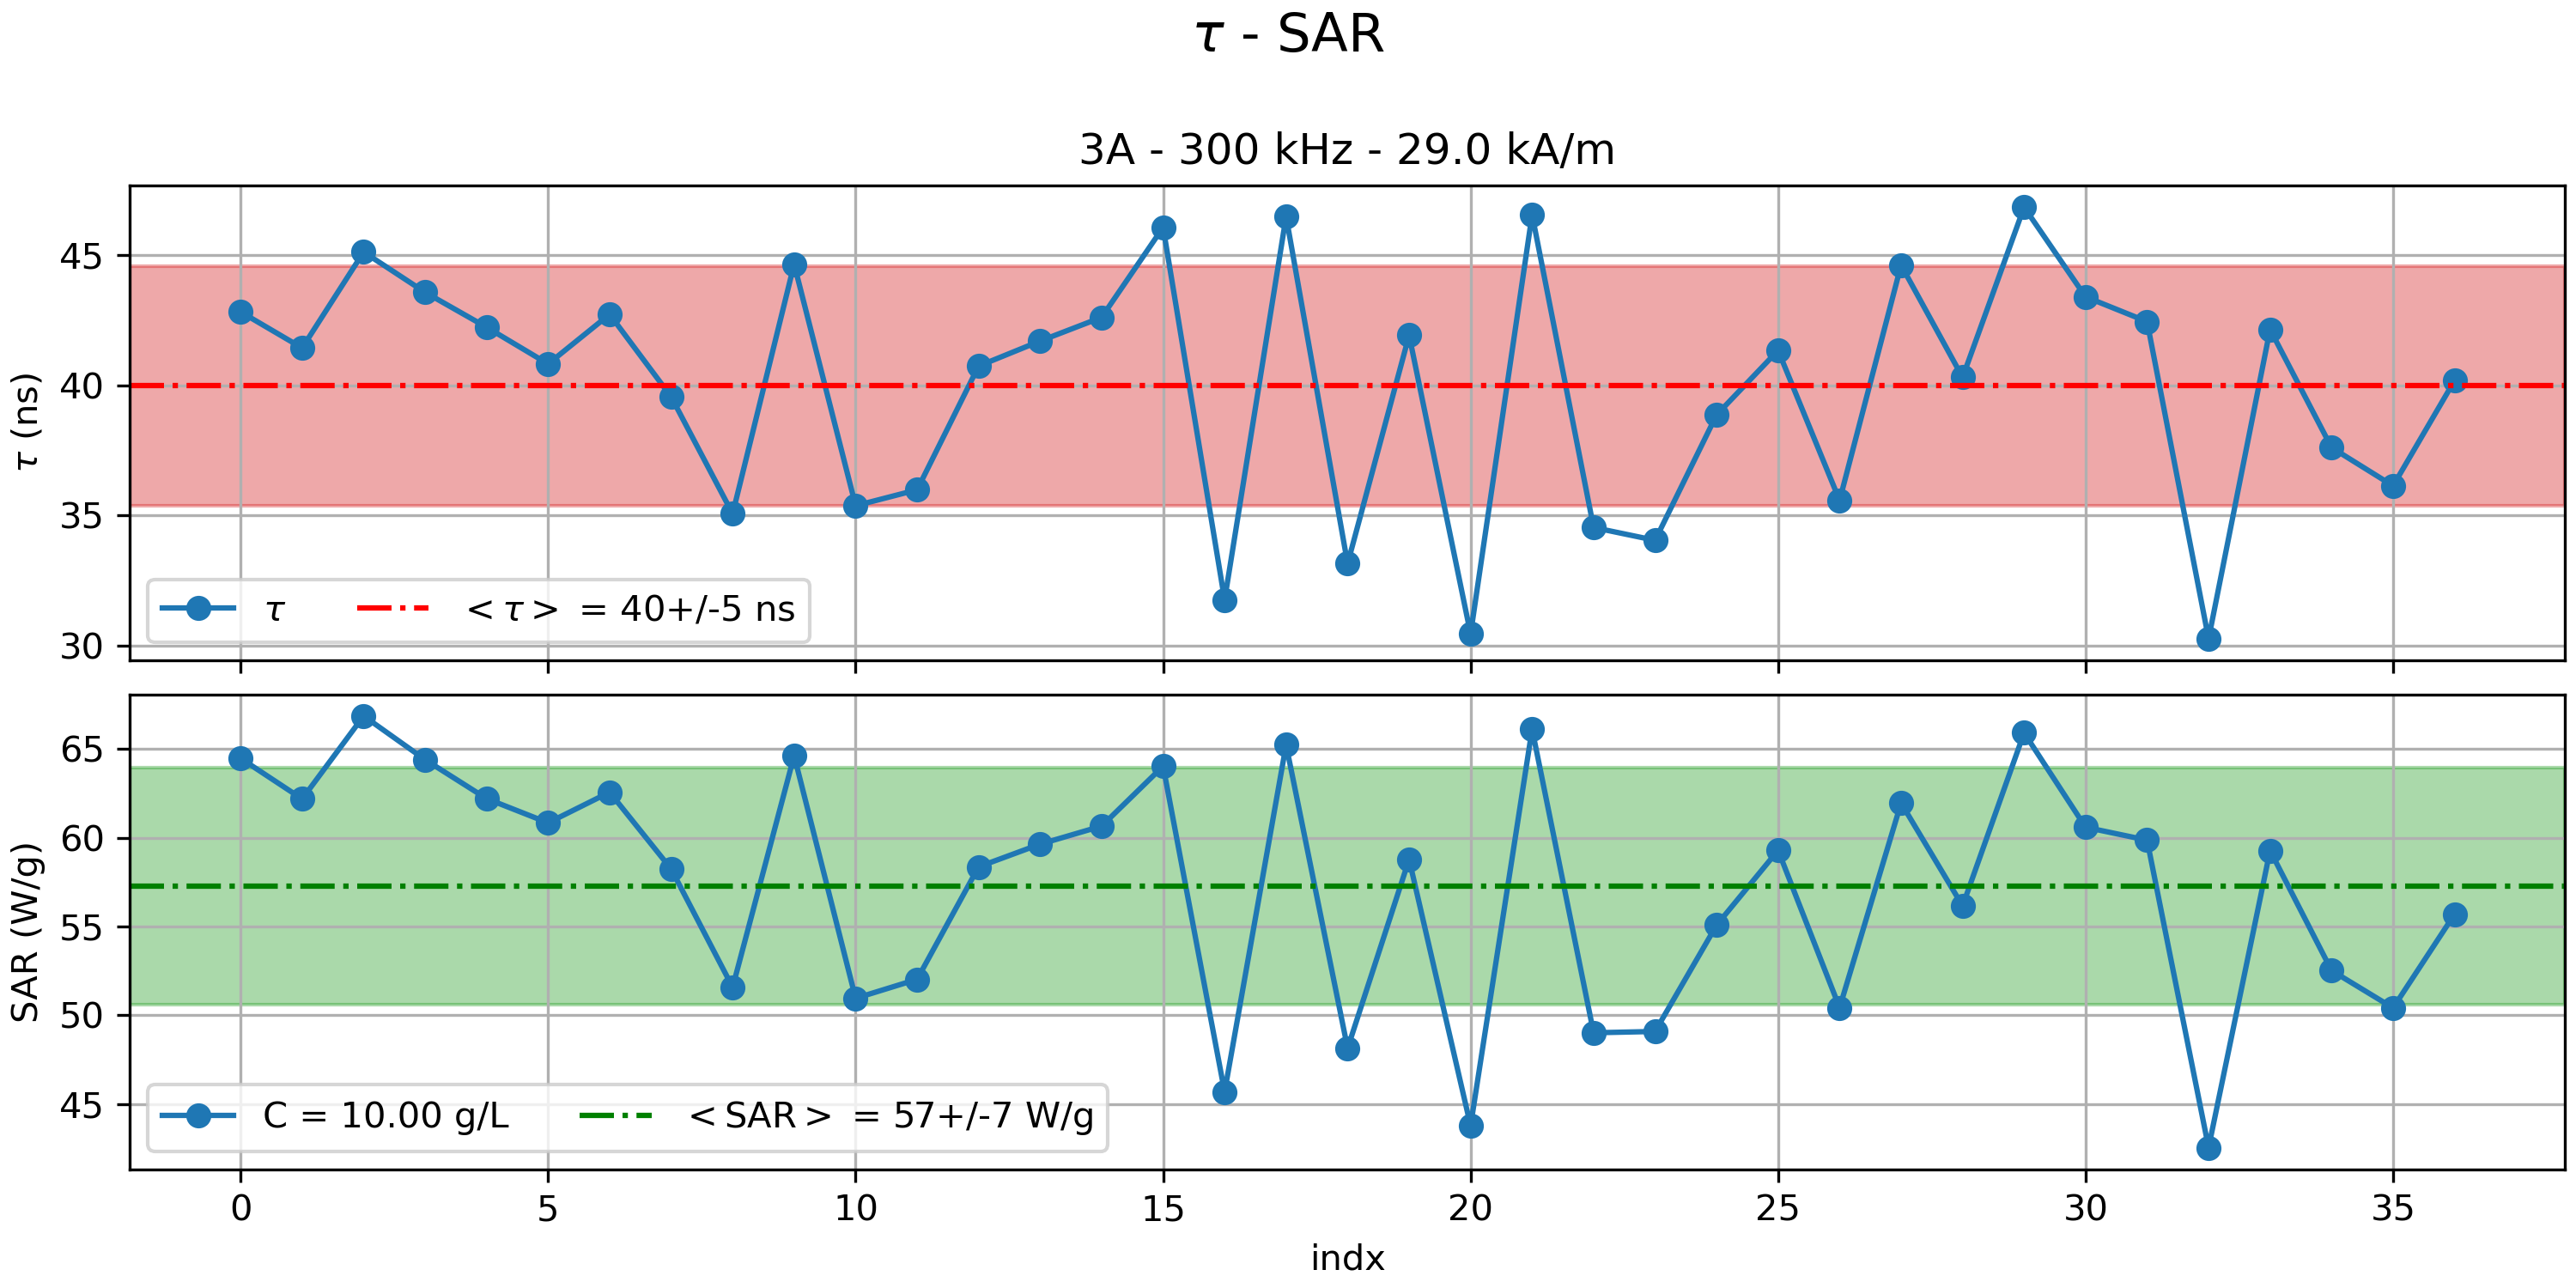 τ - SAR
3A - 300 kHz - 29.0 kA/m
τ (ns)
45
40
35
30
τ
<τ> = 40+/-5 ns
SAR (W/g)
65
60
55
50
45
C = 10.00 g/L
<SAR> = 57+/-7 W/g
0 5 10 15 20 25 30 35
indx